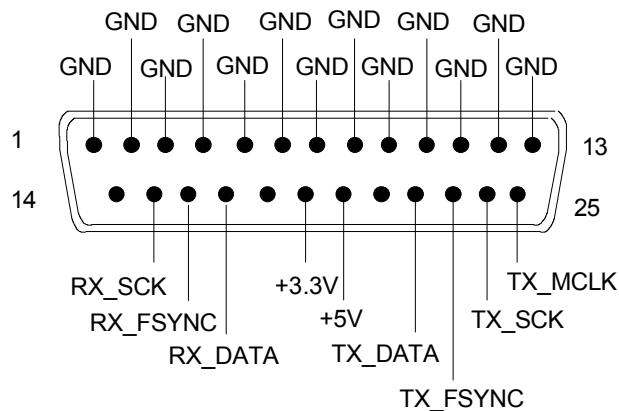 GND GND GND GND GND GND
GND GND GND GND GND GND GND
1 13
14 25
RX_SCK +3.3V TX_MCLK
RX_FSYNC +5V TX_SCK
RX_DATA TX_DATA
TX_FSYNC